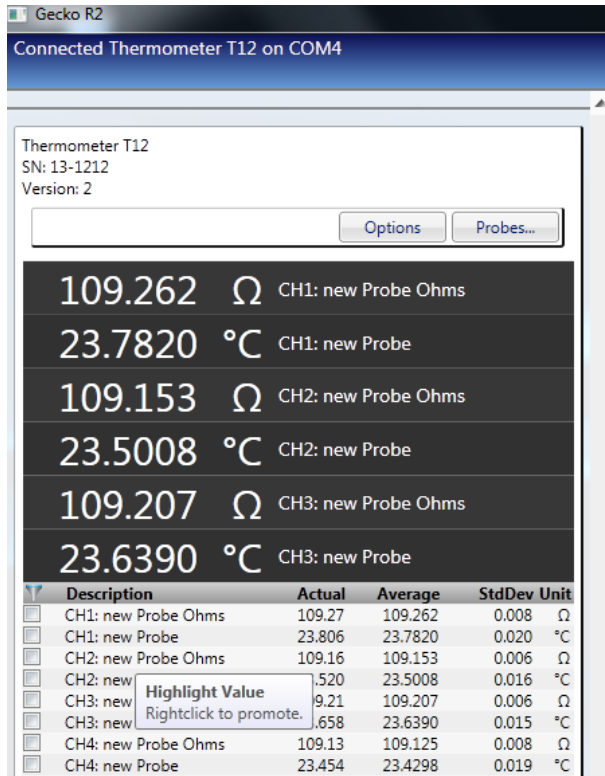 Gecko R2
Connected Thermometer T12 on COM4
Thermometer T12
SN: 13-1212
Version: 2
Options Probes...
109.262 Ω CH1: new Probe Ohms
23.7820 °C CH1: new Probe
109.153 Ω CH2: new Probe Ohms
23.5008 °C CH2: new Probe
109.207 Ω CH3: new Probe Ohms
23.6390 °C CH3: new Probe
Description Actual Average StdDev Unit
CH1: new Probe Ohms 109.27 109.262 0.008 Ω
CH1: new Probe 23.806 23.7820 0.020 °C
CH2: new Probe Ohms 109.16 109.153 0.006 Ω
CH2: new .520 23.5008 0.016 °C
Highlight Value
CH3: new 9.21 109.207 0.006 Ω
Rightclick to promote.
CH3: new .658 23.6390 0.015 °C
CH4: new Probe Ohms 109.13 109.125 0.008 Ω
CH4: new Probe 23.454 23.4298 0.019 °C